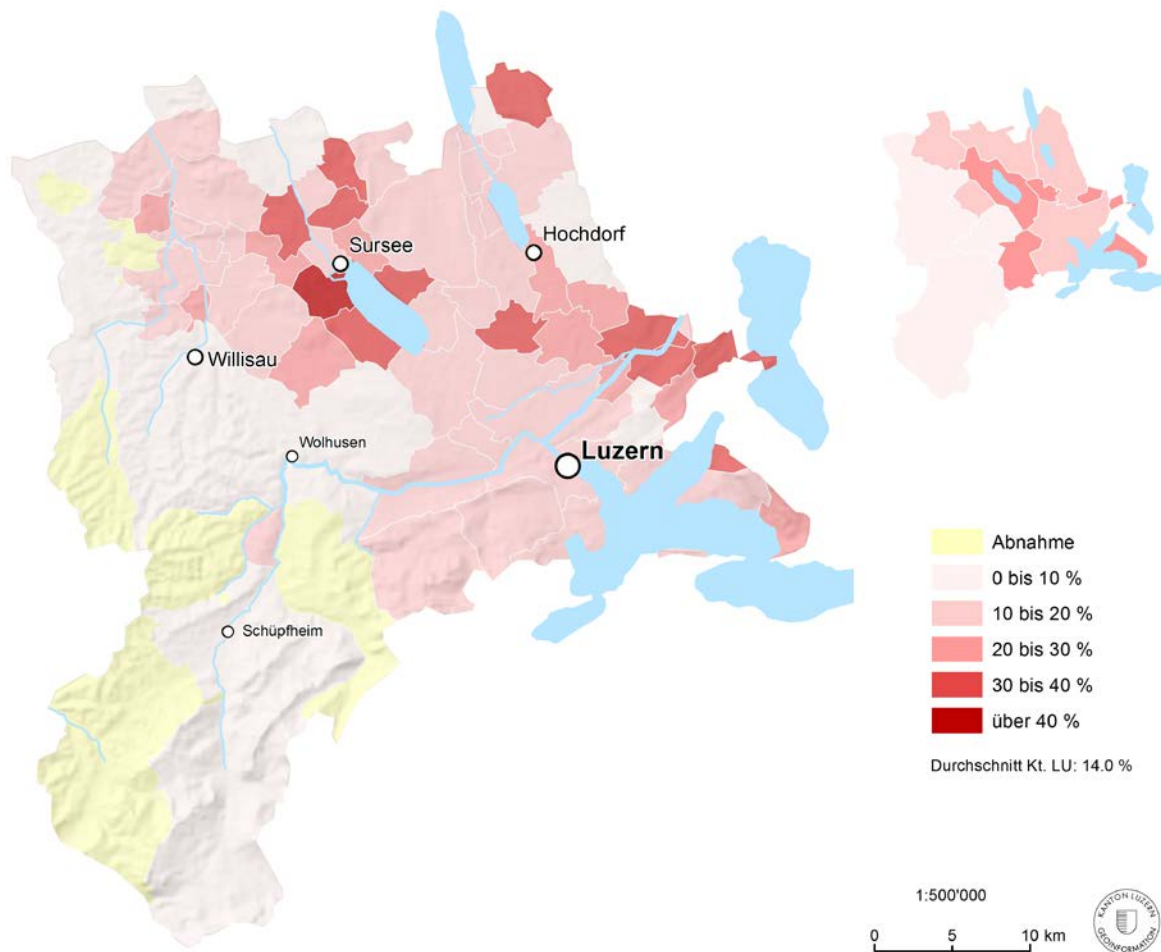 Hochdorf
Sursee
Willisau
Wolhusen
Luzern
Schüpfheim
Abnahme
0 bis 10 %
10 bis 20 %
20 bis 30 %
30 bis 40 %
über 40 %
Durchschnitt Kt. LU: 14.0 %
1:500'000
0 5 10 km
KANTON LUZERN
GEOINFORMATION